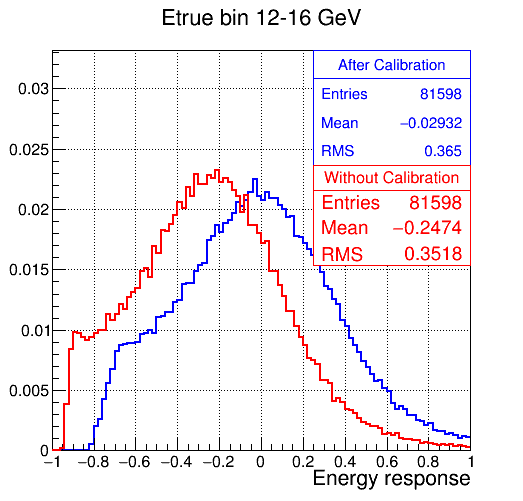 Etrue bin 12-16 GeV
After Calibration
Entries 81598
Mean −0.02932
RMS 0.365
Without Calibration
Entries 81598
Mean −0.2474
RMS 0.3518
0.03
0.025
0.02
0.015
0.01
0.005
0
−1 −0.8 −0.6 −0.4 −0.2 0 0.2 0.4 0.6 0.8 1
Energy response